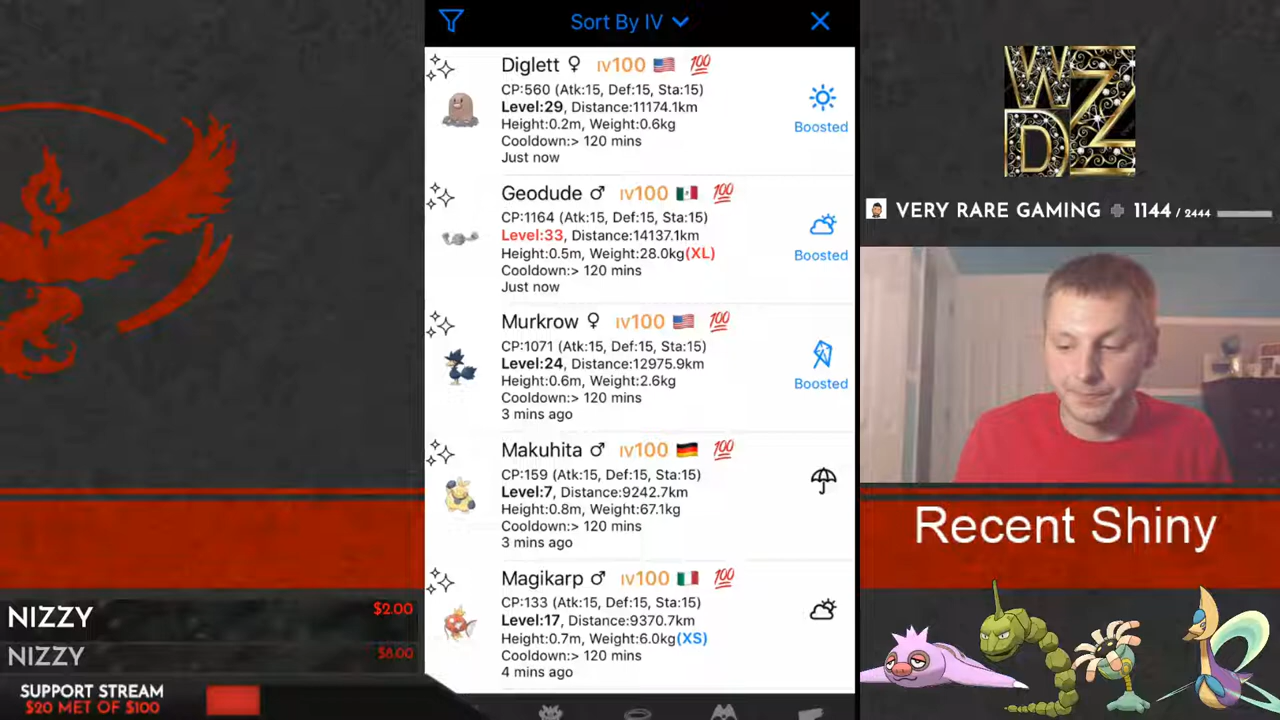 Sort By IV
Diglett ♀ IV100 🇺🇸 💯
CP:560 (Atk:15, Def:15, Sta:15)
Level:29, Distance:11174.1km
Height:0.2m, Weight:0.6kg
Cooldown:> 120 mins
Just now
Boosted
Geodude ♂ IV100 🇲🇽 💯
CP:1164 (Atk:15, Def:15, Sta:15)
Level:33, Distance:14137.1km
Height:0.5m, Weight:28.0kg(XL)
Cooldown:> 120 mins
Just now
Boosted
Murkrow ♀ IV100 🇺🇸 💯
CP:1071 (Atk:15, Def:15, Sta:15)
Level:24, Distance:12975.9km
Height:0.6m, Weight:2.6kg
Cooldown:> 120 mins
3 mins ago
Boosted
Makuhita ♂ IV100 🇩🇪 💯
CP:159 (Atk:15, Def:15, Sta:15)
Level:7, Distance:9242.7km
Height:0.8m, Weight:67.1kg
Cooldown:> 120 mins
3 mins ago
Magikarp ♂ IV100 🇮🇹 💯
CP:133 (Atk:15, Def:15, Sta:15)
Level:17, Distance:9370.7km
Height:0.7m, Weight:6.0kg(XS)
Cooldown:> 120 mins
4 mins ago
WZDZ
VERY RARE GAMING 1144 / 2444
Recent Shiny
NIZZY $2.00
NIZZY $8.00
SUPPORT STREAM
$20 MET OF $100